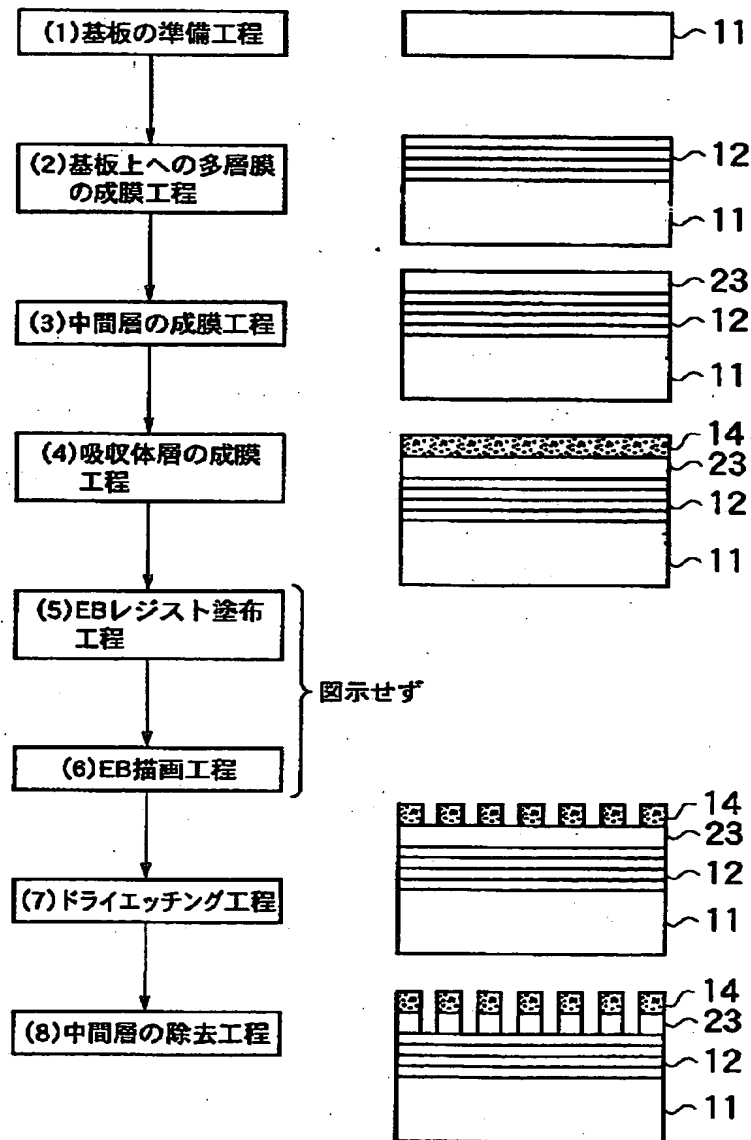 (1)基板の準備工程
11
(2)基板上への多層膜
の成膜工程
12
11
(3)中間層の成膜工程
23
12
11
(4)吸収体層の成膜
工程
14
23
12
11
(5)EBレジスト塗布
工程
図示せず
(6)EB描画工程
(7)ドライエッチング工程
14
23
12
11
(8)中間層の除去工程
14
23
12
11